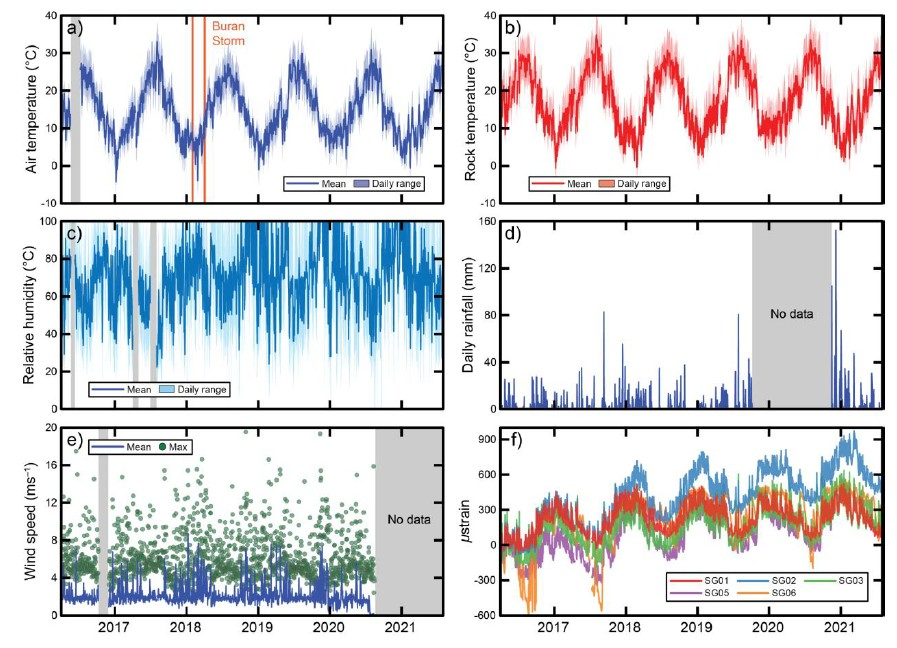 a)
Buran
Storm
Air temperature (°C)
40
30
20
10
0
-10
Mean
Daily range
b)
Rock temperature (°C)
40
30
20
10
0
-10
Mean
Daily range
c)
Relative humidity (°C)
100
80
60
40
20
0
Mean
Daily range
d)
Daily rainfall (mm)
160
120
80
40
0
No data
e)
Wind speed (ms⁻¹)
20
16
12
8
4
0
Mean
Max
No data
2017
2018
2019
2020
2021
f)
µstrain
900
600
300
0
-300
-600
SG01
SG02
SG03
SG05
SG06
2017
2018
2019
2020
2021